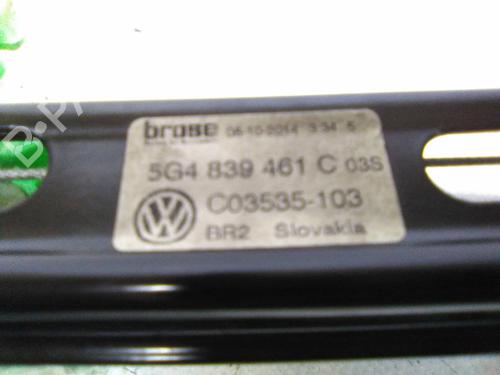 brose 06-10-2014 3 34 5
5G4 839 461 C 03S
C03535-103
BR2 Slovakia